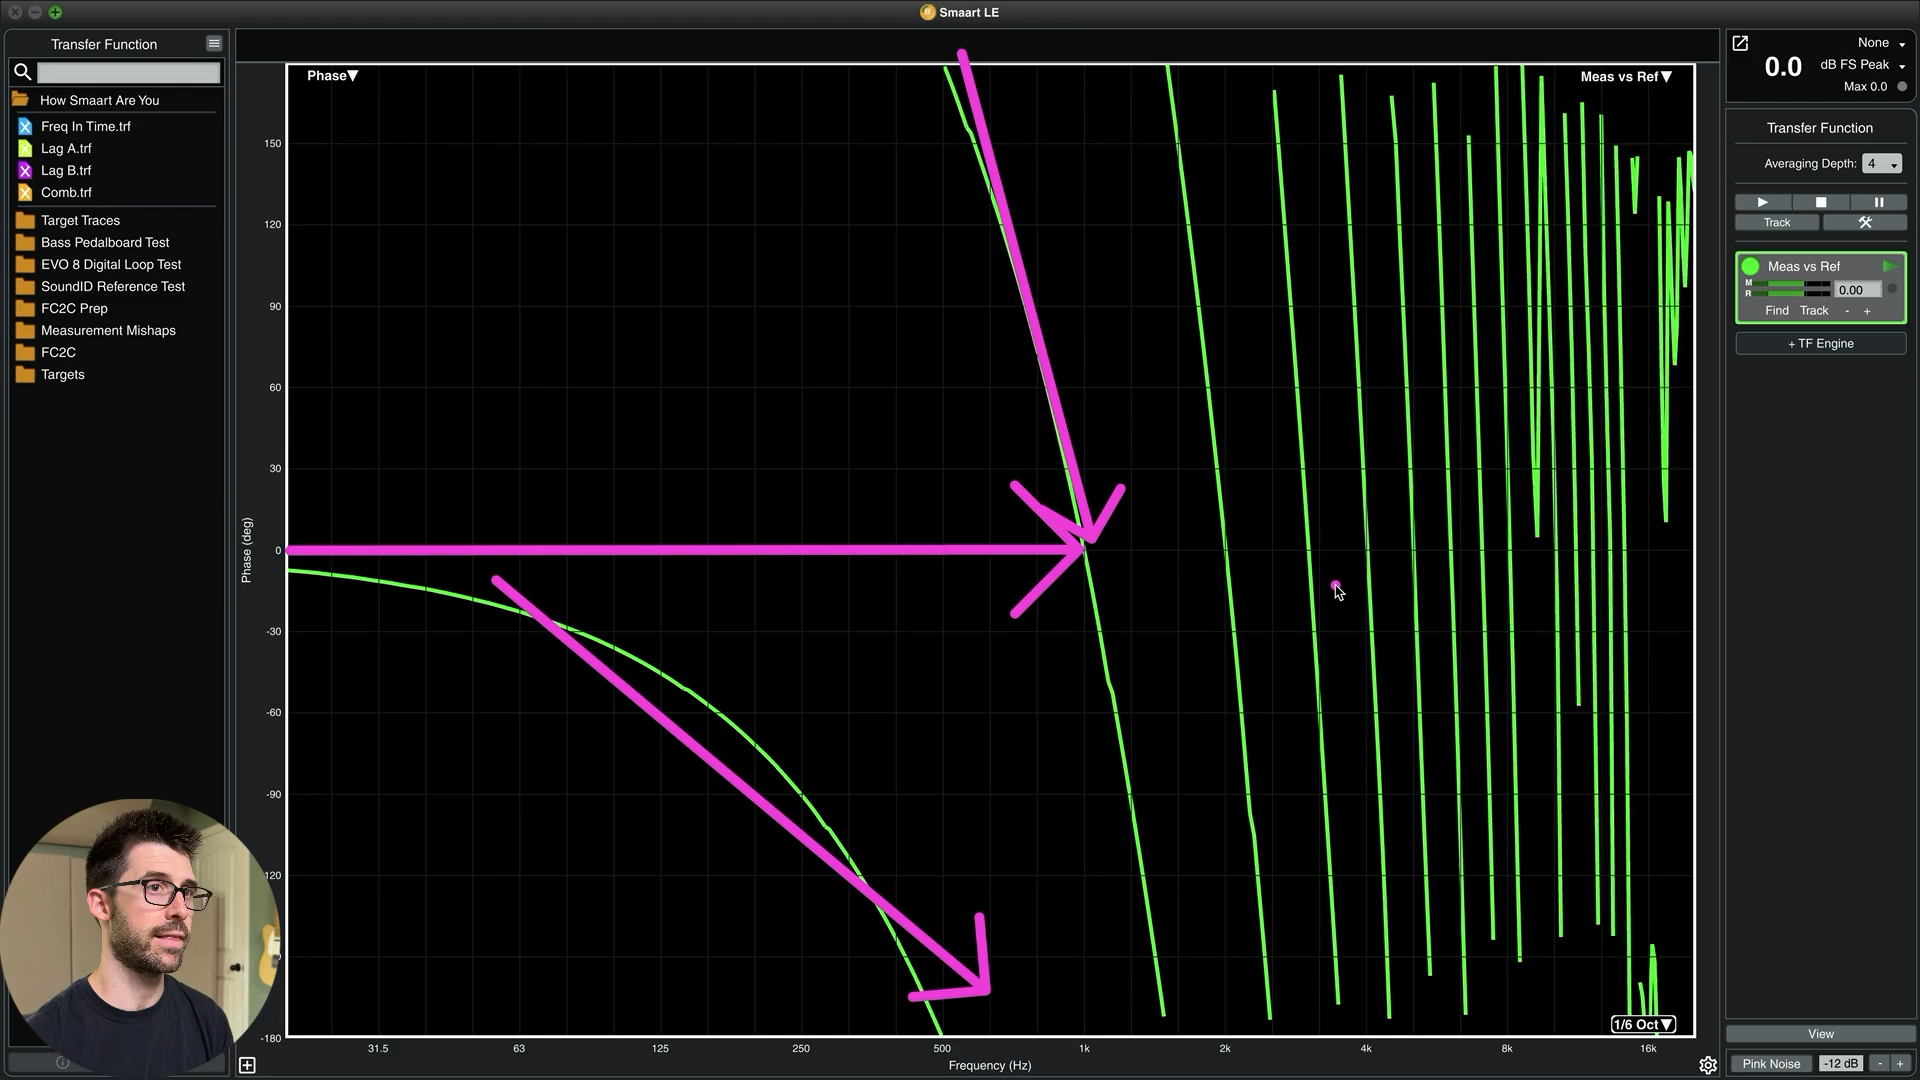 Smaart LE
Transfer Function
How Smaart Are You
Freq In Time.trf
Lag A.trf
Lag B.trf
Comb.trf
Target Traces
Bass Pedalboard Test
EVO 8 Digital Loop Test
SoundID Reference Test
FC2C Prep
Measurement Mishaps
FC2C
Targets
Phase▼
Meas vs Ref▼
150
120
90
60
30
0
-30
-60
-90
120
-180
Phase (deg)
31.5
63
125
250
500
1k
2k
4k
8k
16k
Frequency (Hz)
1/6 Oct▼
None
0.0
dB FS Peak
Max 0.0
Transfer Function
Averaging Depth: 4
Track
Meas vs Ref
M
R
0.00
Find Track - +
+ TF Engine
View
Pink Noise -12 dB - +